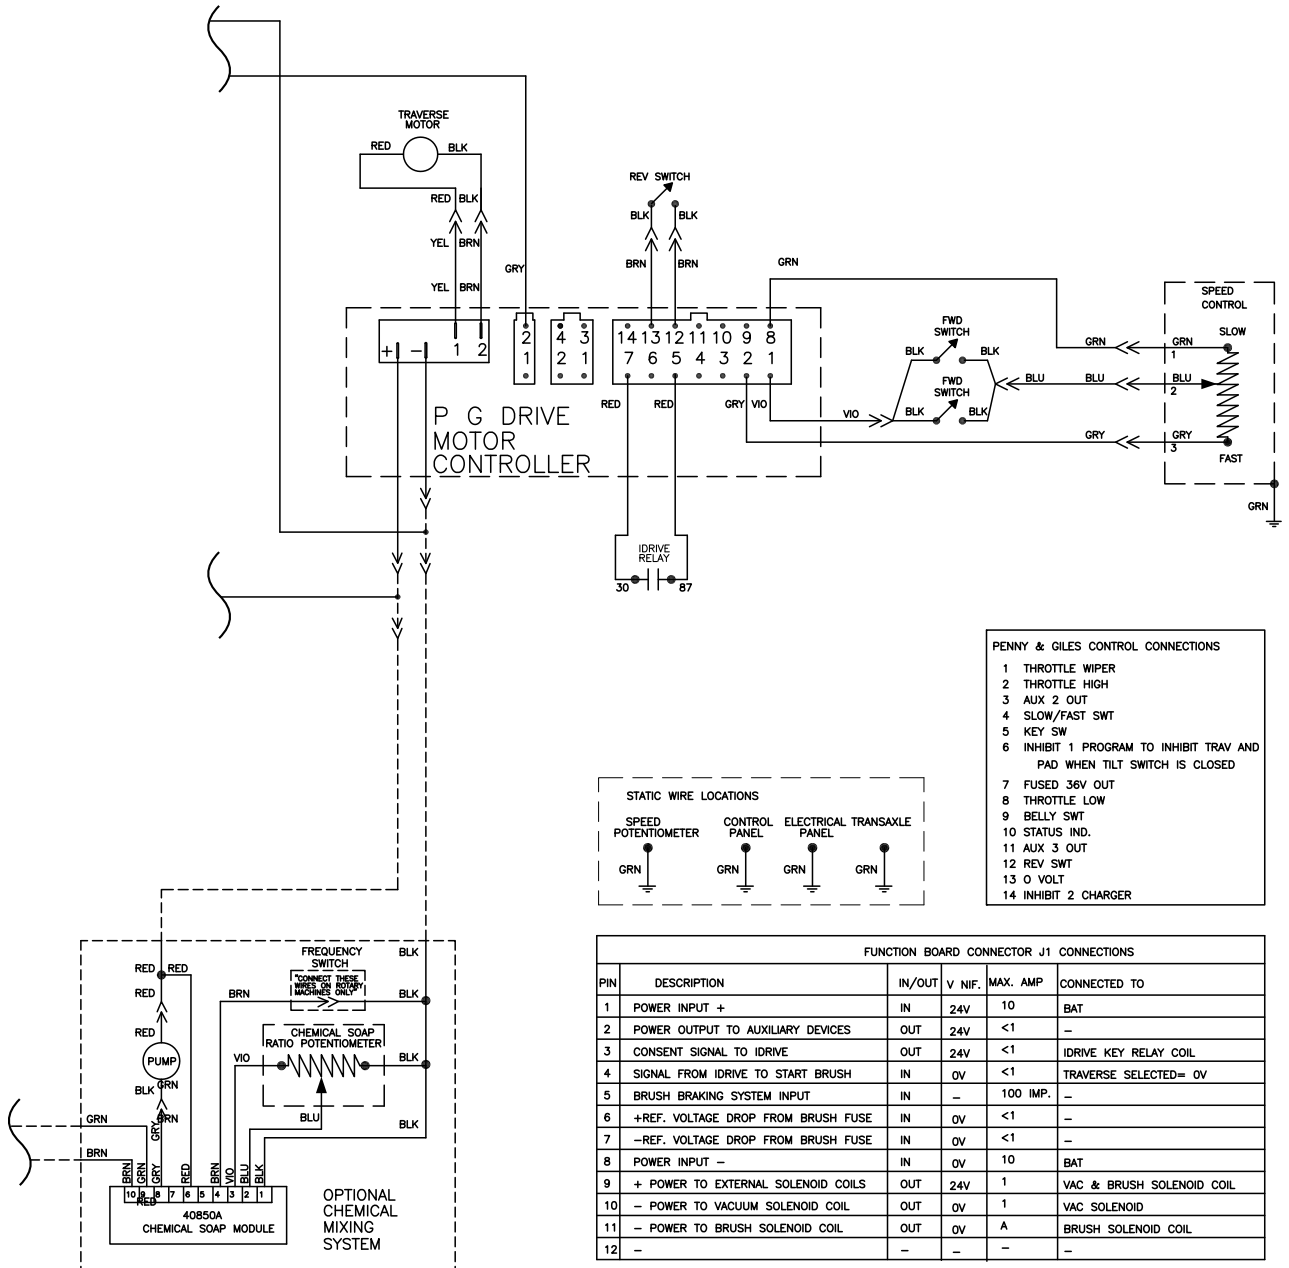 TRAVERSE
MOTOR
RED
BLK
RED BLK
YEL BRN
YEL BRN
GRY
REV SWITCH
BLK BLK
BRN BRN
GRN
+ − 1 2
2
1
4 3
2 1
14 13 12 11 10 9 8
7 6 5 4 3 2 1
P G DRIVE
MOTOR
CONTROLLER
RED RED GRY VIO
VIO
FWD
SWITCH
BLK BLK
FWD
SWITCH
BLK BLK
BLU BLU
GRN
GRY
SPEED
CONTROL
SLOW
GRN
1
BLU
2
GRY
3
FAST
GRN
IDRIVE
RELAY
30 87
PENNY & GILES CONTROL CONNECTIONS
1 THROTTLE WIPER
2 THROTTLE HIGH
3 AUX 2 OUT
4 SLOW/FAST SWT
5 KEY SW
6 INHIBIT 1 PROGRAM TO INHIBIT TRAV AND
PAD WHEN TILT SWITCH IS CLOSED
7 FUSED 36V OUT
8 THROTTLE LOW
9 BELLY SWT
10 STATUS IND.
11 AUX 3 OUT
12 REV SWT
13 O VOLT
14 INHIBIT 2 CHARGER
STATIC WIRE LOCATIONS
SPEED
POTENTIOMETER
CONTROL
PANEL
ELECTRICAL
PANEL
TRANSAXLE
GRN GRN GRN GRN
FUNCTION BOARD CONNECTOR J1 CONNECTIONS
PIN DESCRIPTION IN/OUT V NIF. MAX. AMP CONNECTED TO
1 POWER INPUT + IN 24V 10 BAT
2 POWER OUTPUT TO AUXILIARY DEVICES OUT 24V <1 −
3 CONSENT SIGNAL TO IDRIVE OUT 24V <1 IDRIVE KEY RELAY COIL
4 SIGNAL FROM IDRIVE TO START BRUSH IN 0V <1 TRAVERSE SELECTED= 0V
5 BRUSH BRAKING SYSTEM INPUT IN − 100 IMP. −
6 +REF. VOLTAGE DROP FROM BRUSH FUSE IN 0V <1 −
7 −REF. VOLTAGE DROP FROM BRUSH FUSE IN 0V <1 −
8 POWER INPUT − IN 0V 10 BAT
9 + POWER TO EXTERNAL SOLENOID COILS OUT 24V 1 VAC & BRUSH SOLENOID COIL
10 − POWER TO VACUUM SOLENOID COIL OUT 0V 1 VAC SOLENOID
11 − POWER TO BRUSH SOLENOID COIL OUT 0V A BRUSH SOLENOID COIL
12 − − − − −
FREQUENCY
SWITCH
"CONNECT THESE
WIRES ON ROTARY
MACHINES ONLY"
BLK
RED RED
RED
BRN
BLK
RED
CHEMICAL SOAP
RATIO POTENTIOMETER
PUMP
VIO
BLK
BLK
GRN
BRN
GRY
BLU
BLK
GRN
BRN
BRN GRN GRY RED BRN VIO BLU BLK
10 9 8 7 6 5 4 3 2 1
RED
40850A
CHEMICAL SOAP MODULE
OPTIONAL
CHEMICAL
MIXING
SYSTEM